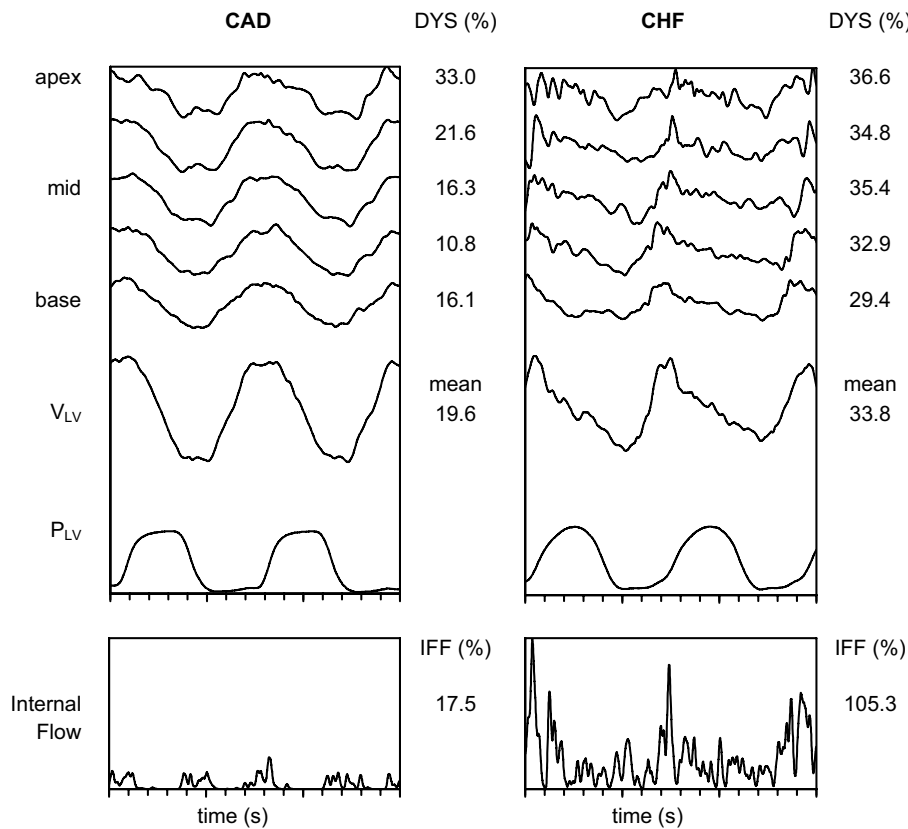 CAD DYS (%) CHF DYS (%)
apex 33.0 36.6
21.6 34.8
mid 16.3 35.4
10.8 32.9
base 16.1 29.4
mean mean
VLV 19.6 33.8
PLV
IFF (%) IFF (%)
Internal 17.5 105.3
Flow
time (s) time (s)